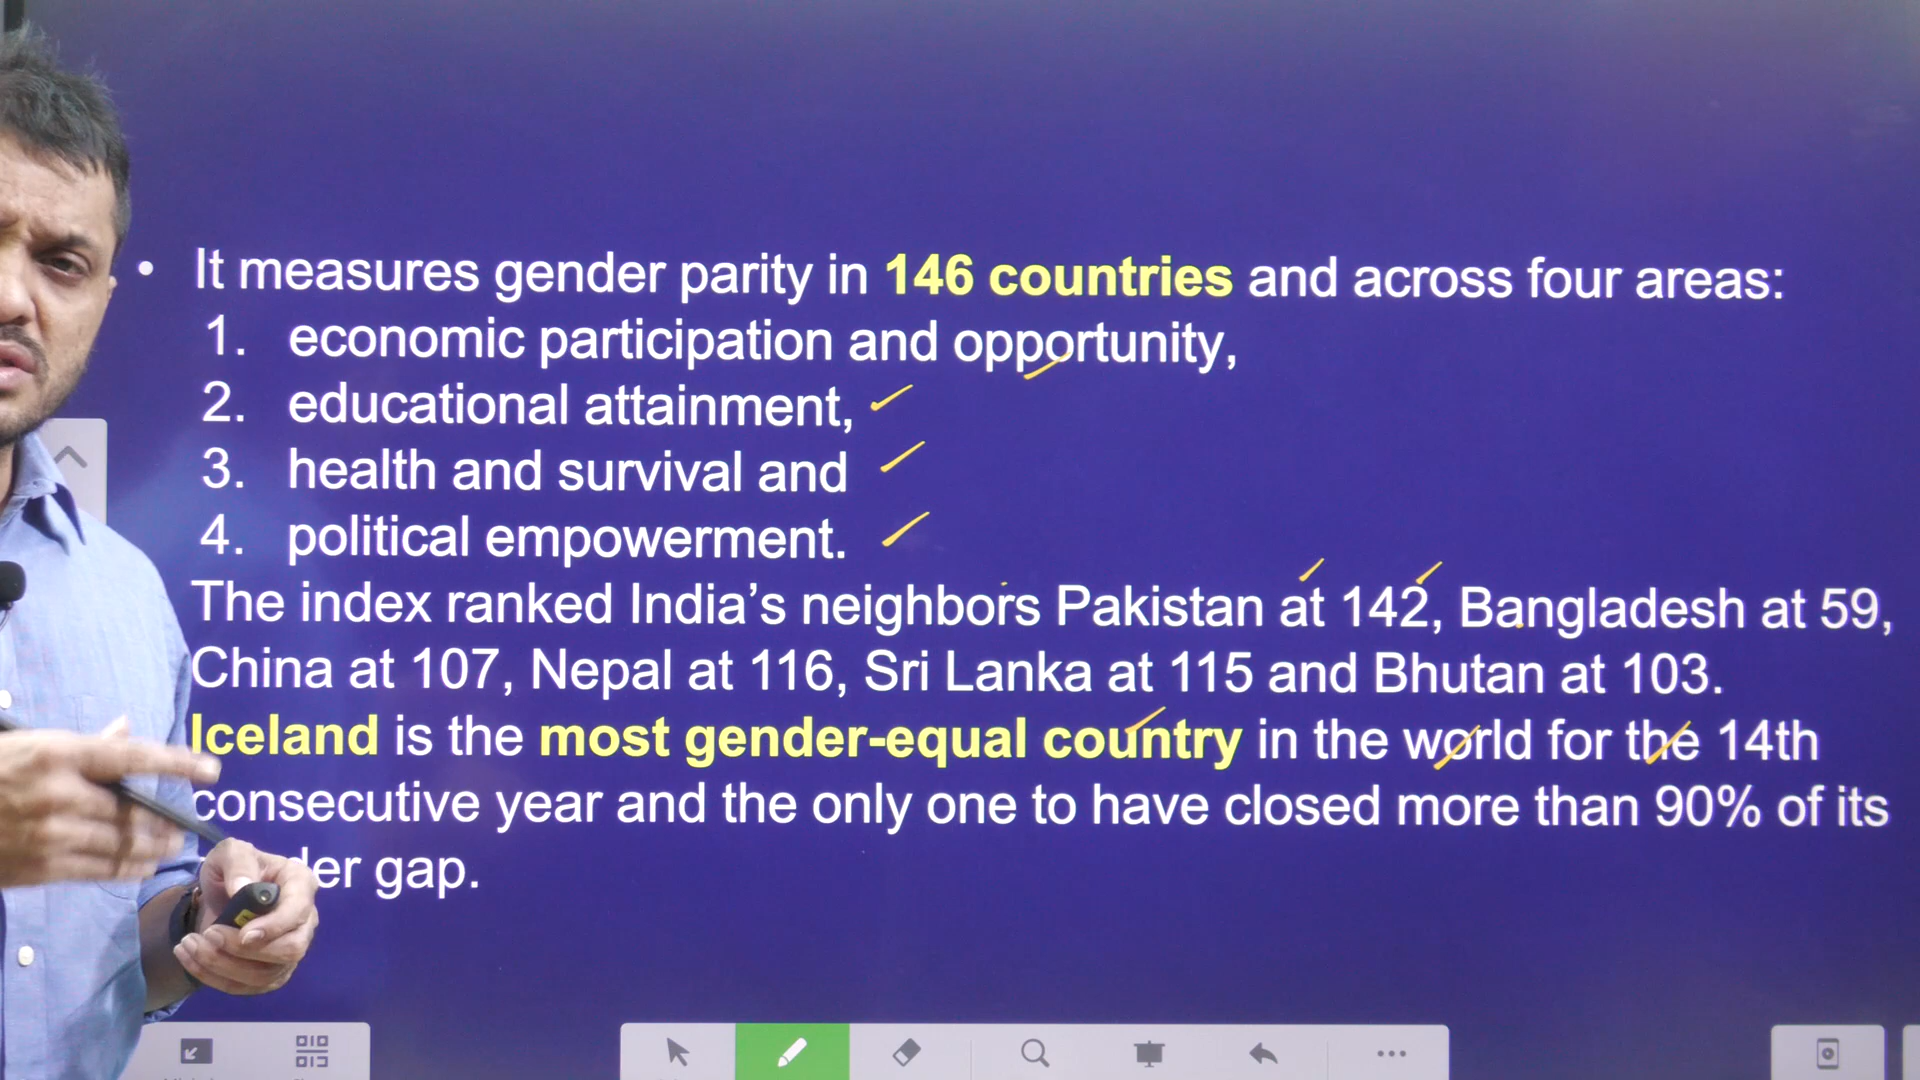 • It measures gender parity in 146 countries and across four areas:
1. economic participation and opportunity,
2. educational attainment,
3. health and survival and
4. political empowerment.
The index ranked India’s neighbors Pakistan at 142, Bangladesh at 59,
China at 107, Nepal at 116, Sri Lanka at 115 and Bhutan at 103.
Iceland is the most gender-equal country in the world for the 14th
consecutive year and the only one to have closed more than 90% of its
gap.